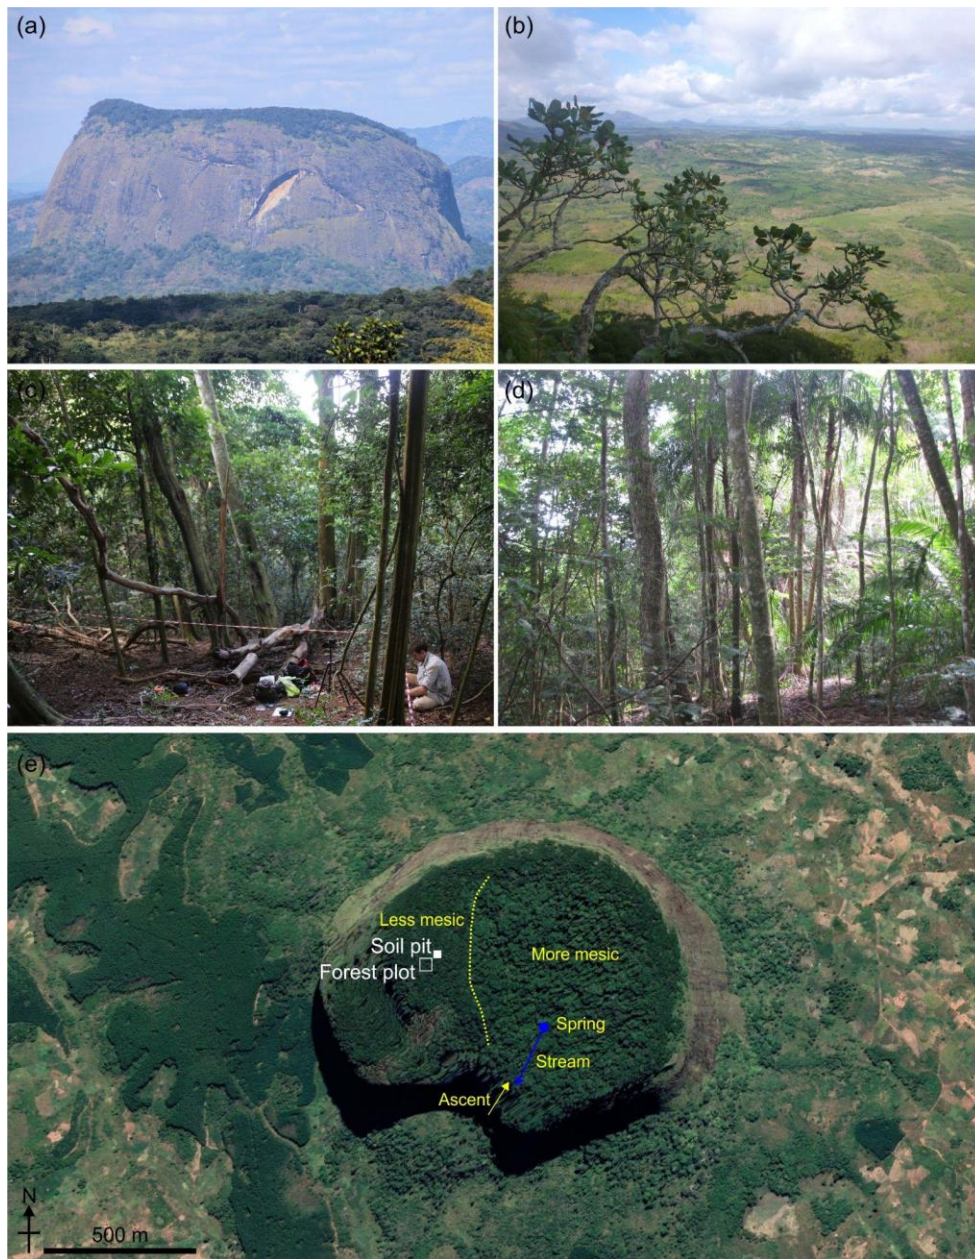 (a)
(b)
(c)
(d)
(e)
Less mesic
Soil pit
Forest plot
More mesic
Spring
Stream
Ascent
N
500 m